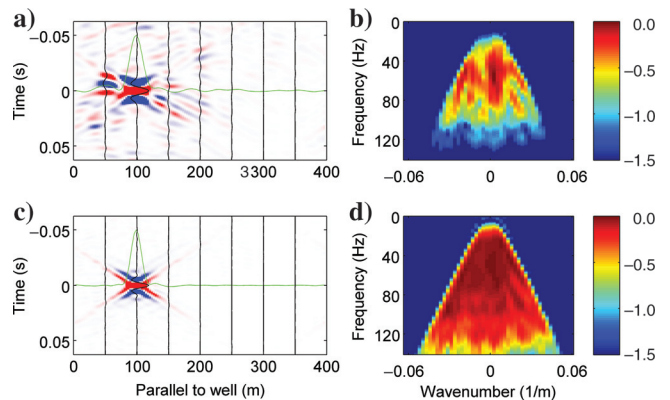 a)
−0.05
0
0.05
Time (s)
0 100 200 3300 400
b)
0
40
80
120
Frequency (Hz)
−0.06 0 0.06
0.0
−0.5
−1.0
−1.5
c)
−0.05
0
0.05
Time (s)
0 100 200 300 400
Parallel to well (m)
d)
0
40
80
120
Frequency (Hz)
−0.06 0 0.06
Wavenumber (1/m)
0.0
−0.5
−1.0
−1.5